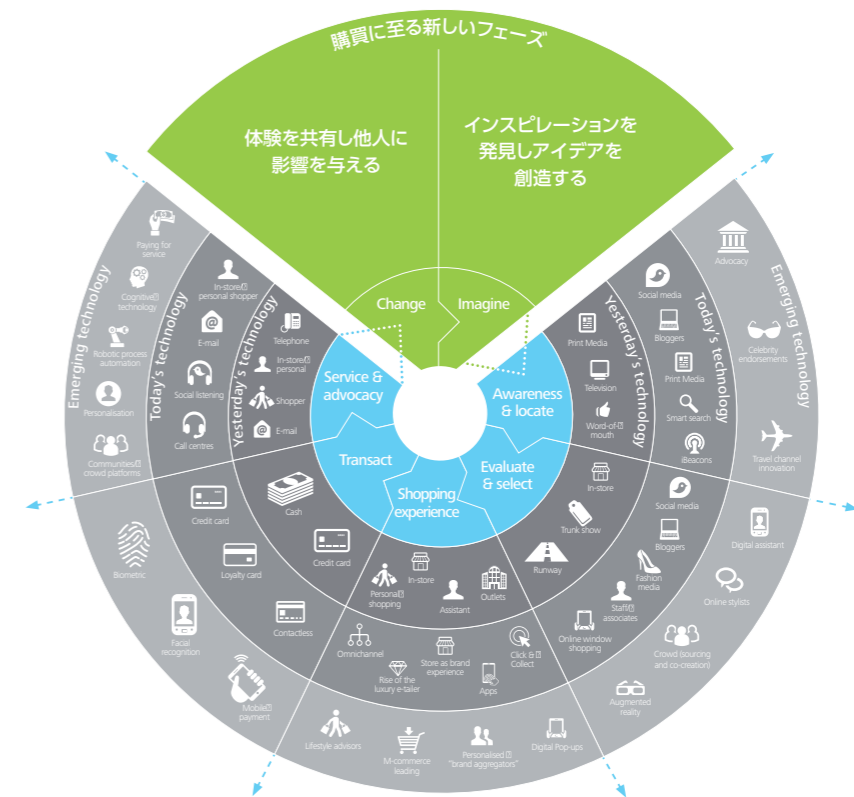 購買に至る新しいフェーズ
体験を共有し他人に
影響を与える
インスピレーションを
発見しアイデアを
創造する
Change
Imagine
Service &
advocacy
Awareness
& locate
Transact
Evaluate
& select
Shopping
experience
Emerging technology
Today's technology
Yesterday's technology
Paying for
service
Cognitive
technology
Robotic process
automation
Personalisation
Communities
crowd platforms
In-store
personal shopper
E-mail
Social listening
Call centres
Telephone
In-store
personal
Shopper
E-mail
Yesterday's technology
Today's technology
Emerging technology
Print Media
Television
Word-of-
mouth
Social media
Bloggers
Print Media
Smart search
iBeacons
Advocacy
Celebrity
endorsements
Travel channel
innovation
In-store
Trunk show
Runway
Social media
Bloggers
Fashion
media
Staff
associates
Online window
shopping
Digital assistant
Online stylists
Crowd (sourcing
and co-creation)
Augmented
reality
Personal
shopping
In-store
Assistant
Outlets
Omnichannel
Rise of the
luxury e-tailer
Store as brand
experience
Apps
Click &
Collect
Lifestyle advisors
M-commerce
leading
Personalised
"brand aggregators"
Digital Pop-ups
Cash
Credit card
Credit card
Loyalty card
Contactless
Biometric
Facial
recognition
Mobile
payment